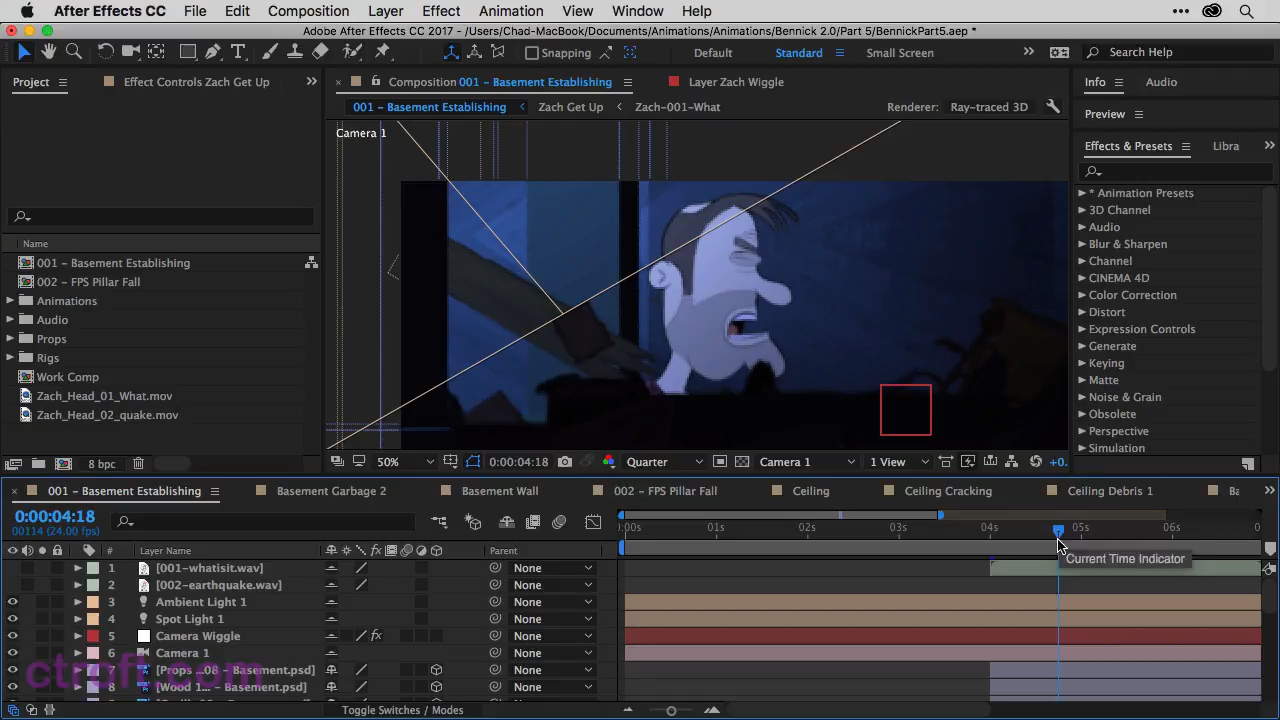 After Effects CC File Edit Composition Layer Effect Animation View Window Help
Adobe After Effects CC 2017 - /Users/Chad-MacBook/Documents/Animations/Animations/Bennick 2.0/Part 5/BennickPart5.aep *
Snapping Default Standard Small Screen Search Help
Project Effect Controls Zach Get Up Composition 001 - Basement Establishing Layer Zach Wiggle Info Audio
001 - Basement Establishing Zach Get Up Zach-001-What Renderer: Ray-traced 3D Preview
Camera 1
Effects & Presets Libra
* Animation Presets
3D Channel
Audio
Blur & Sharpen
Channel
CINEMA 4D
Color Correction
Distort
Expression Controls
Generate
Keying
Matte
Noise & Grain
Obsolete
Perspective
Simulation
Name
001 - Basement Establishing
002 - FPS Pillar Fall
Animations
Audio
Props
Rigs
Work Comp
Zach_Head_01_What.mov
Zach_Head_02_quake.mov
8 bpc 50% 0:00:04:18 Quarter Camera 1 1 View +0.
001 - Basement Establishing Basement Garbage 2 Basement Wall 002 - FPS Pillar Fall Ceiling Ceiling Cracking Ceiling Debris 1 Ba
0:00:04:18
00114 (24.00 fps)
:00s 01s 02s 03s 04s 05s 06s 0
# Layer Name Parent
Current Time Indicator
1 [001-whatisit.wav] None
2 [002-earthquake.wav] None
3 Ambient Light 1 None
4 Spot Light 1 None
5 Camera Wiggle None
6 Camera 1 None
7 [Props ...08 - Basement.psd] None
8 [Wood 1... - Basement.psd] None
Toggle Switches / Modes